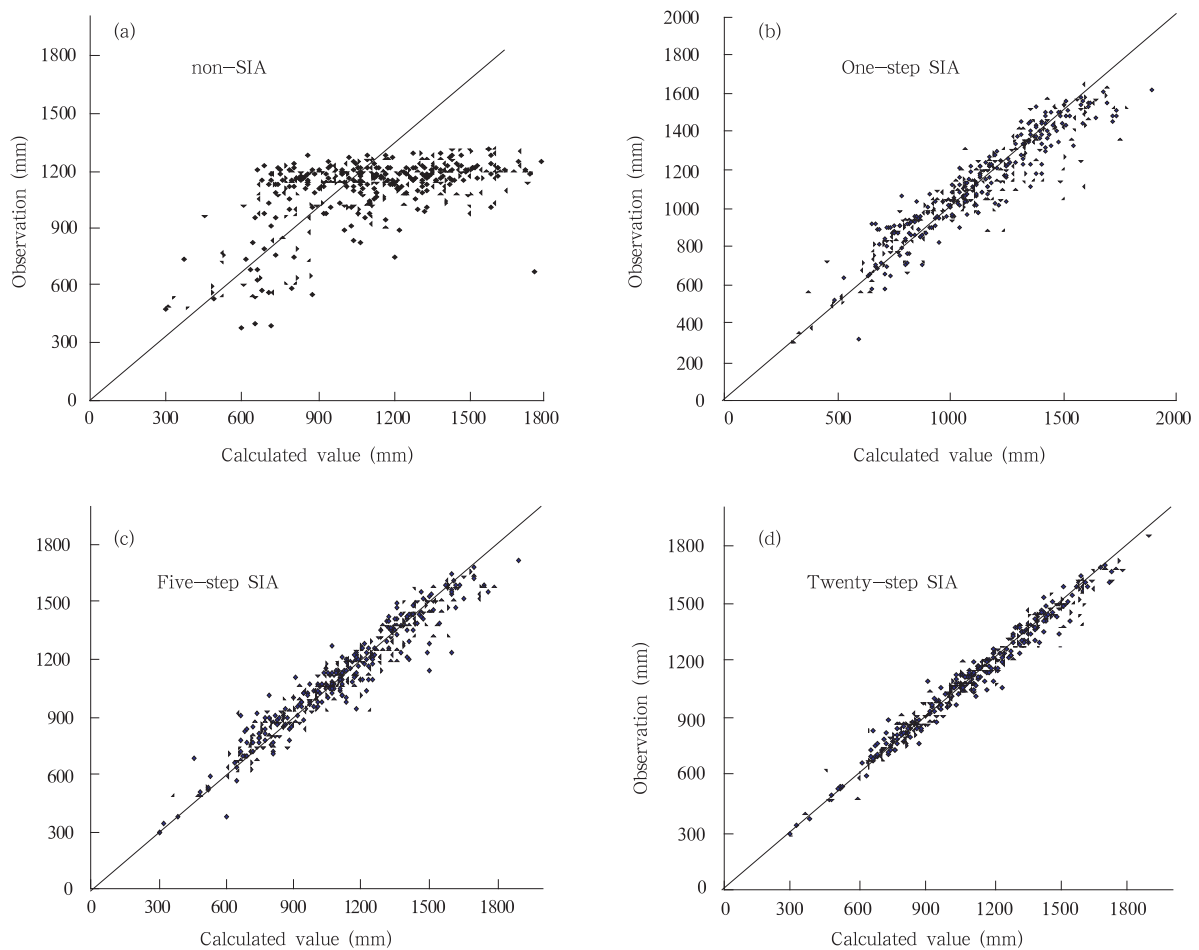 (a)
non-SIA
1800
1500
1200
900
600
300
0
Observation (mm)
0 300 600 900 1200 1500 1800
Calculated value (mm)
(b)
One-step SIA
2000
1800
1600
1400
1200
1000
800
600
400
200
0
Observation (mm)
0 500 1000 1500 2000
Calculated value (mm)
(c)
Five-step SIA
1800
1500
1200
900
600
300
0
0 300 600 900 1200 1500 1800
Calculated value (mm)
(d)
Twenty-step SIA
1800
1500
1200
900
600
300
0
Observation (mm)
0 300 600 900 1200 1500 1800
Calculated value (mm)